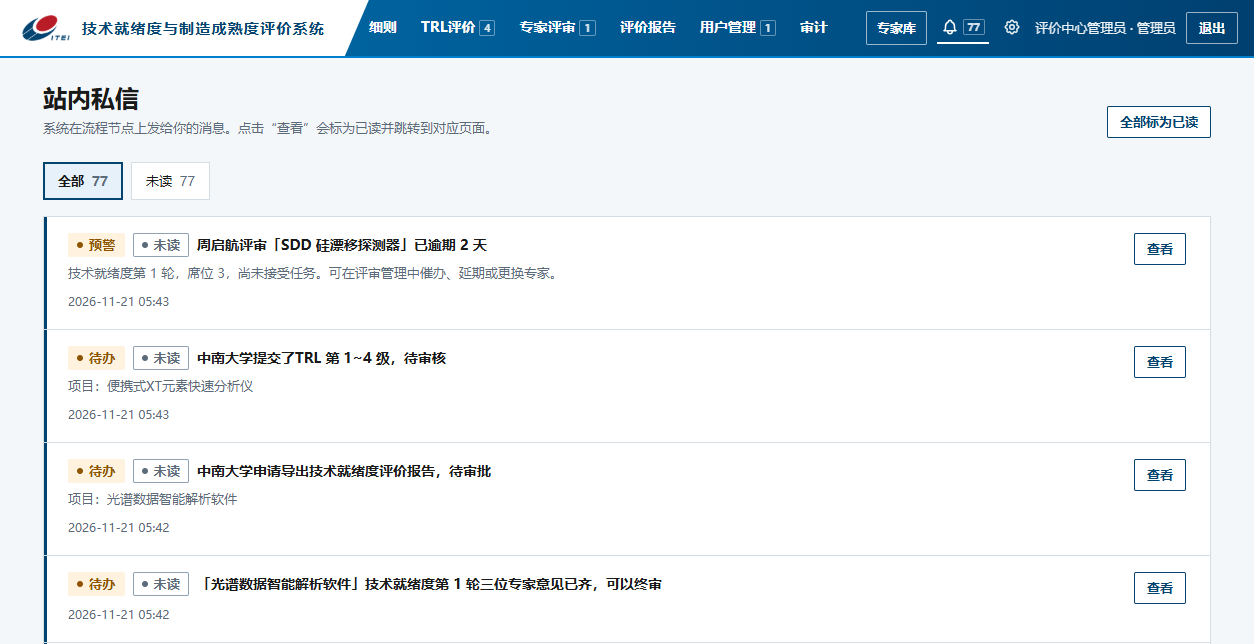 ITEI 技术就绪度与制造成熟度评价系统 细则 TRL评价 4 专家评审 1 评价报告 用户管理 1 审计 专家库 77 评价中心管理员 · 管理员 退出
站内私信
系统在流程节点上发给你的消息。点击“查看”会标为已读并跳转到对应页面。
全部标为已读
全部 77 未读 77
预警 未读 周启航评审「SDD 硅漂移探测器」已逾期 2 天
查看
技术就绪度第 1 轮，席位 3，尚未接受任务。可在评审管理中催办、延期或更换专家。
2026-11-21 05:43
待办 未读 中南大学提交了TRL 第 1~4 级，待审核
查看
项目：便携式XT元素快速分析仪
2026-11-21 05:43
待办 未读 中南大学申请导出技术就绪度评价报告，待审批
查看
项目：光谱数据智能解析软件
2026-11-21 05:42
待办 未读 「光谱数据智能解析软件」技术就绪度第 1 轮三位专家意见已齐，可以终审
查看
2026-11-21 05:42